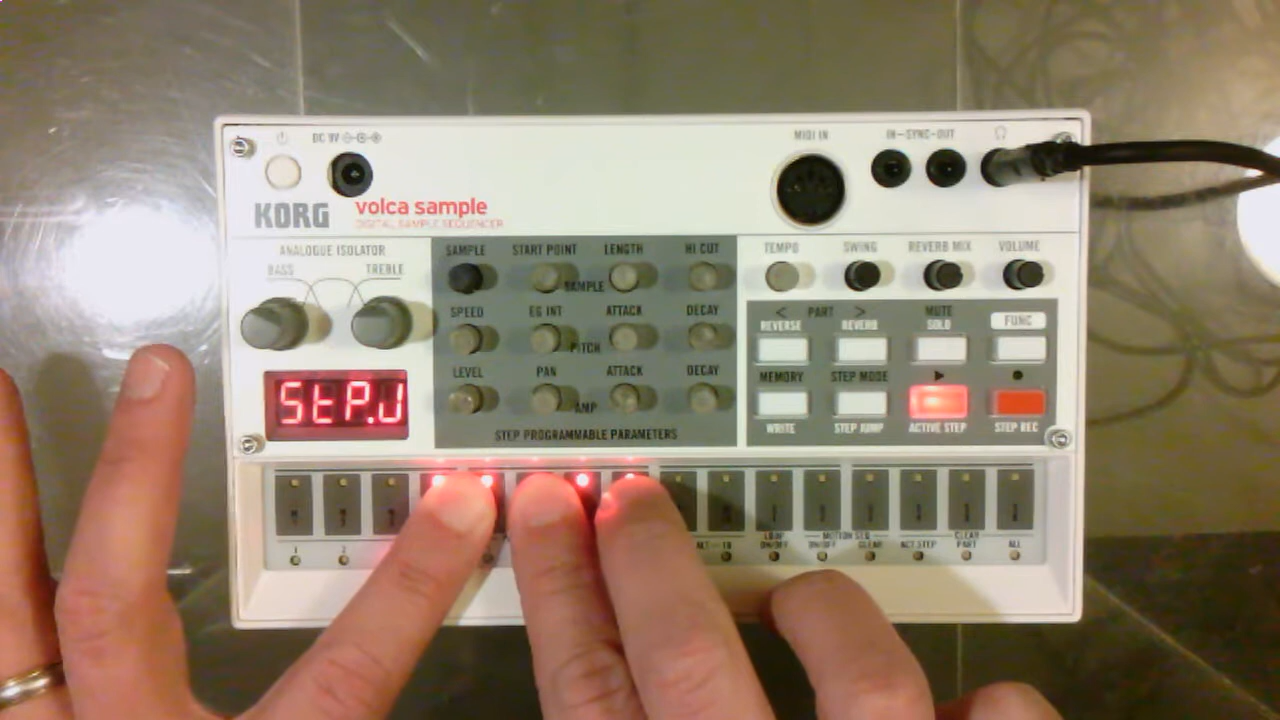 DC 9V
MIDI IN
IN-SYNC-OUT
KORG
volca sample
DIGITAL SAMPLE SEQUENCER
ANALOGUE ISOLATOR
BASS TREBLE
SAMPLE START POINT LENGTH HI CUT
SAMPLE
SPEED EG INT ATTACK DECAY
PITCH
LEVEL PAN ATTACK DECAY
AMP
STEP PROGRAMMABLE PARAMETERS
TEMPO SWING REVERB MIX VOLUME
< PART > MUTE
REVERSE REVERB SOLO FUNC
MEMORY STEP MODE
WRITE STEP JUMP ACTIVE STEP STEP REC
StEP.J
LOOP MOTION SEQ CLEAR
ON/OFF ON/OFF CLEAR ACT.STEP PART ALL
1 2